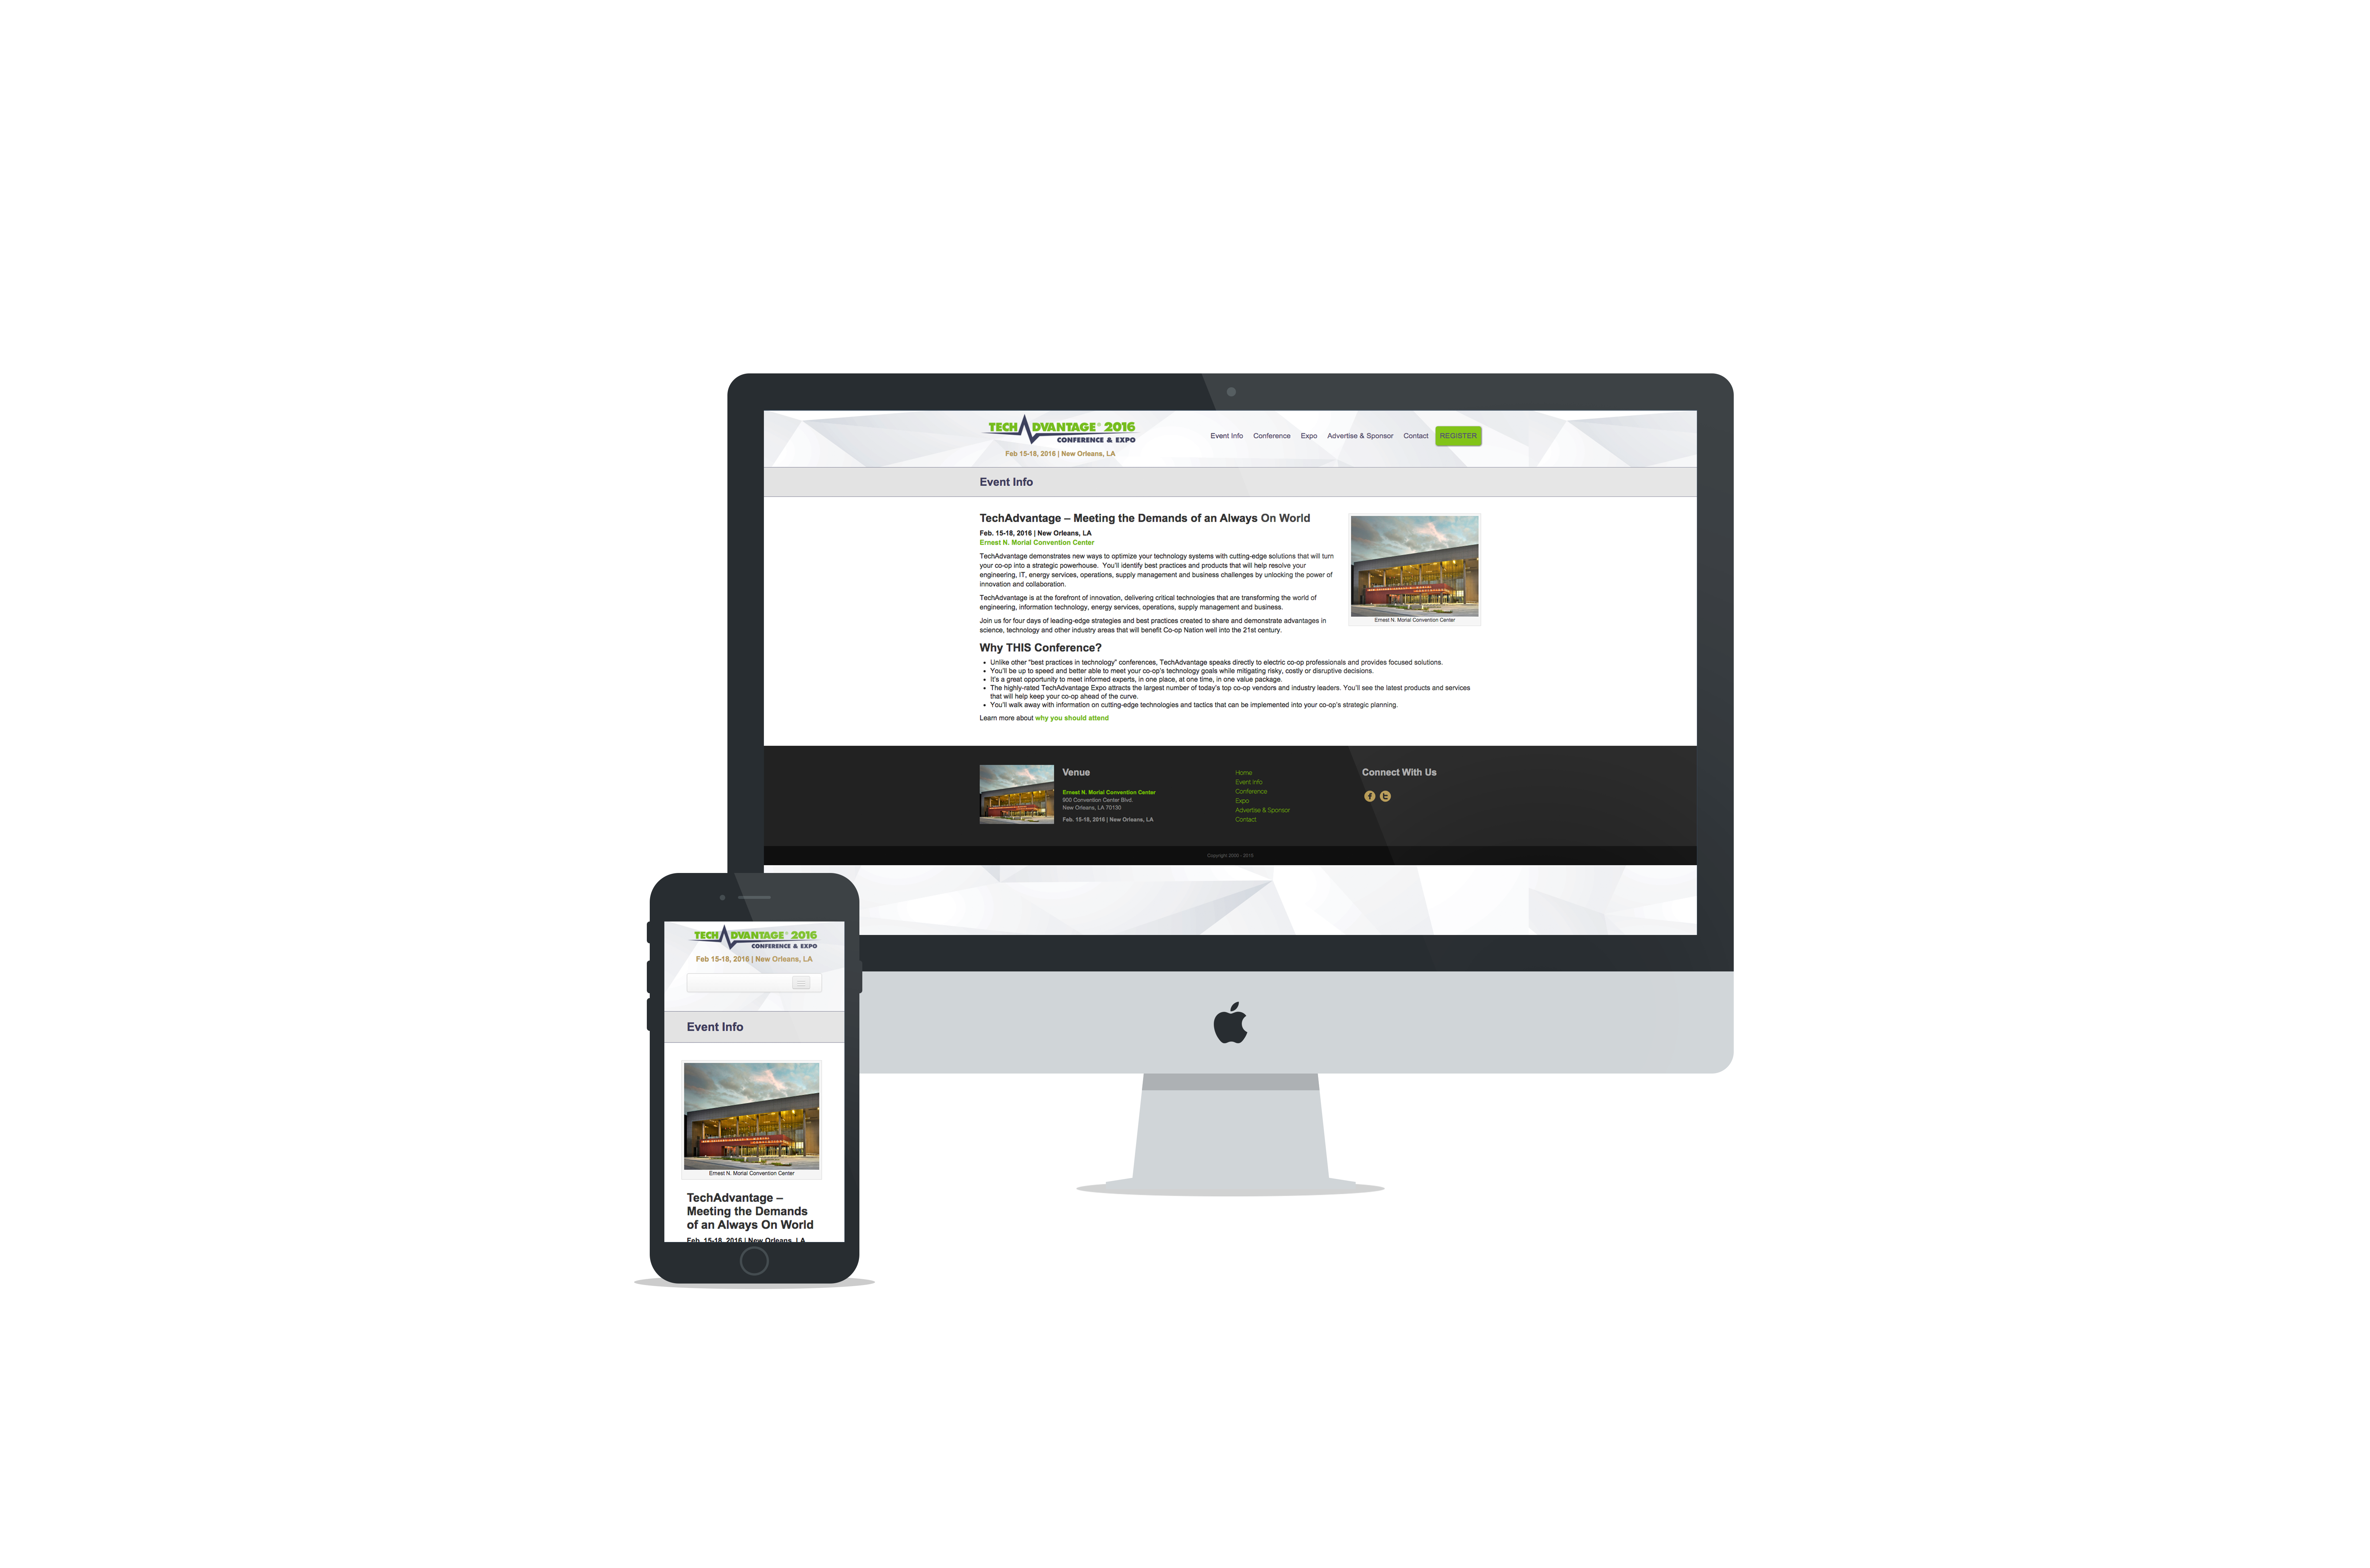 TECH ADVANTAGE® 2016
CONFERENCE & EXPO
Feb 15-18, 2016 | New Orleans, LA
Event Info Conference Expo Advertise & Sponsor Contact REGISTER
Event Info
TechAdvantage – Meeting the Demands of an Always On World
Feb. 15-18, 2016 | New Orleans, LA
Ernest N. Morial Convention Center
TechAdvantage demonstrates new ways to optimize your technology systems with cutting-edge solutions that will turn
your co-op into a strategic powerhouse. You'll identify best practices and products that will help resolve your
engineering, IT, energy services, operations, supply management and business challenges by unlocking the power of
innovation and collaboration.
TechAdvantage is at the forefront of innovation, delivering critical technologies that are transforming the world of
engineering, information technology, energy services, operations, supply management and business.
Join us for four days of leading-edge strategies and best practices created to share and demonstrate advantages in
science, technology and other industry areas that will benefit Co-op Nation well into the 21st century.
Ernest N. Morial Convention Center
Why THIS Conference?
• Unlike other "best practices in technology" conferences, TechAdvantage speaks directly to electric co-op professionals and provides focused solutions.
• You'll be up to speed and better able to meet your co-op's technology goals while mitigating risky, costly or disruptive decisions.
• It's a great opportunity to meet informed experts, in one place, at one time, in one value package.
• The highly-rated TechAdvantage Expo attracts the largest number of today's top co-op vendors and industry leaders. You'll see the latest products and services
that will help keep your co-op ahead of the curve.
• You'll walk away with information on cutting-edge technologies and tactics that can be implemented into your co-op's strategic planning.
Learn more about why you should attend
Venue
Ernest N. Morial Convention Center
900 Convention Center Blvd.
New Orleans, LA 70130
Feb. 15-18, 2016 | New Orleans, LA
Home
Event Info
Conference
Expo
Advertise & Sponsor
Contact
Connect With Us
Copyright 2000 - 2015
TECH ADVANTAGE® 2016
CONFERENCE & EXPO
Feb 15-18, 2016 | New Orleans, LA
Event Info
Ernest N. Morial Convention Center
TechAdvantage –
Meeting the Demands
of an Always On World
Feb. 15-18, 2016 | New Orleans, LA